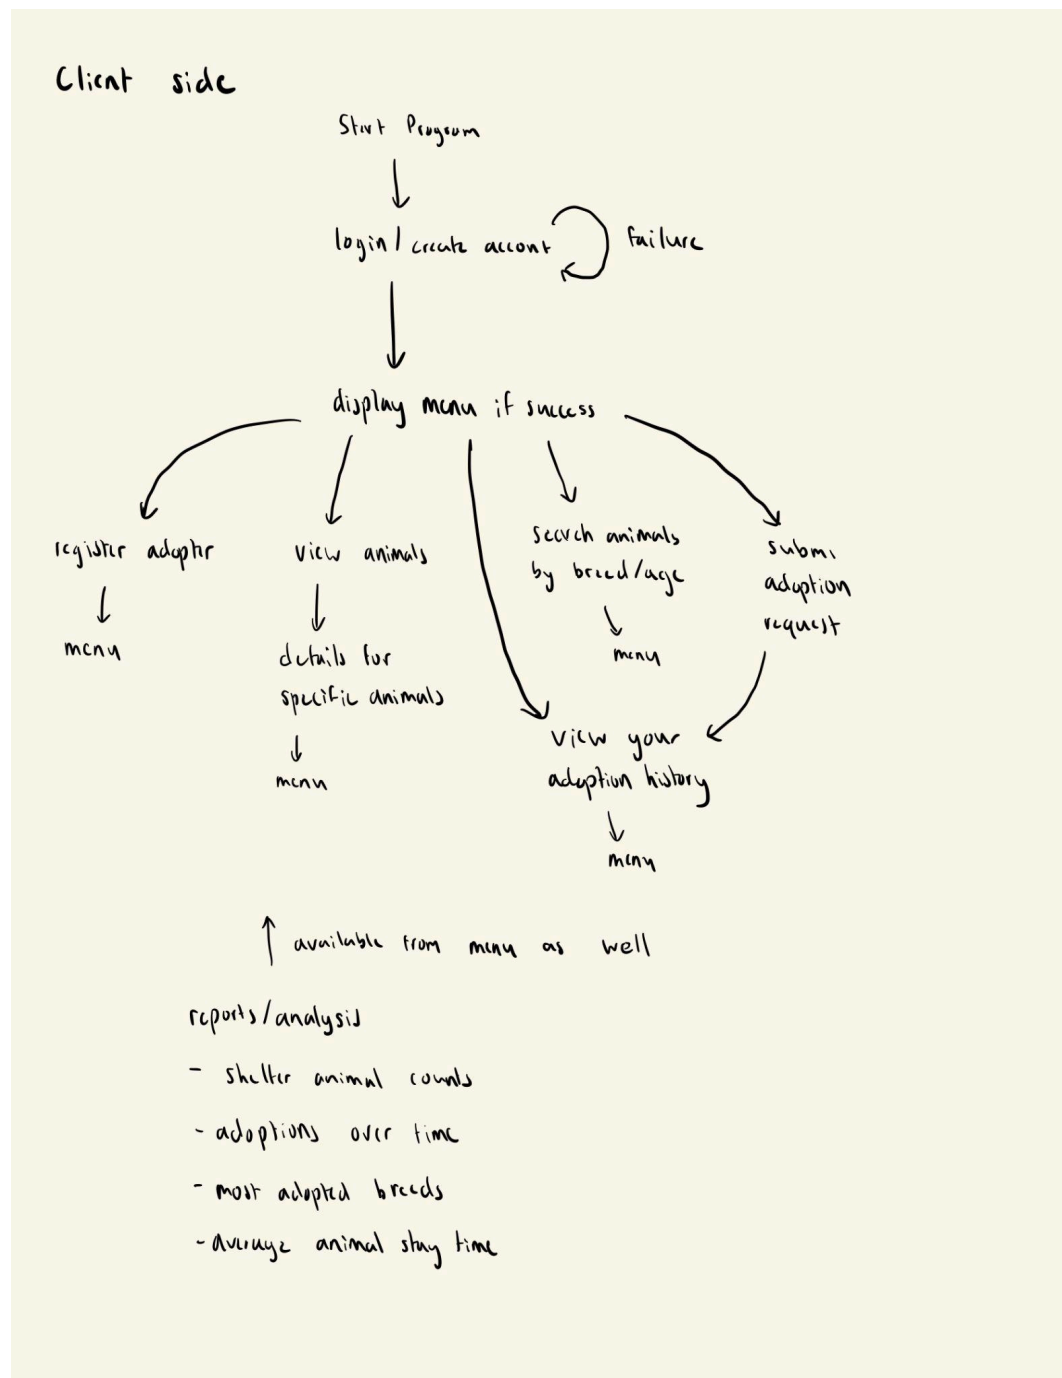 Client side
Start Program
login / create accont
failure
display menu if success
register adopter
menu
view animals
details for
specific animals
menu
search animals
by breed/age
menu
submi
adoption
request
view your
adoption history
menu
available from menu as well
reports/analysis
- shelter animal counts
- adoptions over time
- most adopted breeds
- average animal stay time